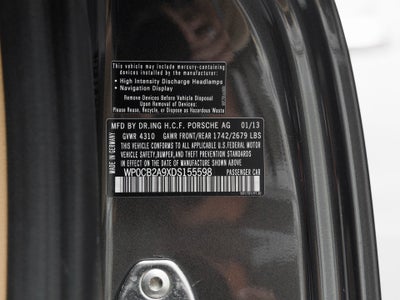 This vehicle may include mercury-containing
devices installed by the manufacturer:
• High Intensity Discharge Headlamps
• Navigation Display
Remove Devices Before Vehicle Disposal
Upon Removal of Devices:
Please Reuse, Recycle, or Dispose as Hazardous Waste
MFD BY DR.ING H.C.F. PORSCHE AG 01/13
GVWR 4310 GAWR FRONT/REAR 1742/2679 LBS
THIS VEHICLE CONFORMS TO ALL APPLICABLE U.S.FEDERAL MOTOR
VEHICLE SAFETY,BUMPER,AND THEFT PREVENTION STANDARDS
IN EFFECT ON THE DATE OF MANUFACTURE SHOWN ABOVE.
WP0CB2A9XDS155598 PASSENGER CAR
MADE IN GERMANY